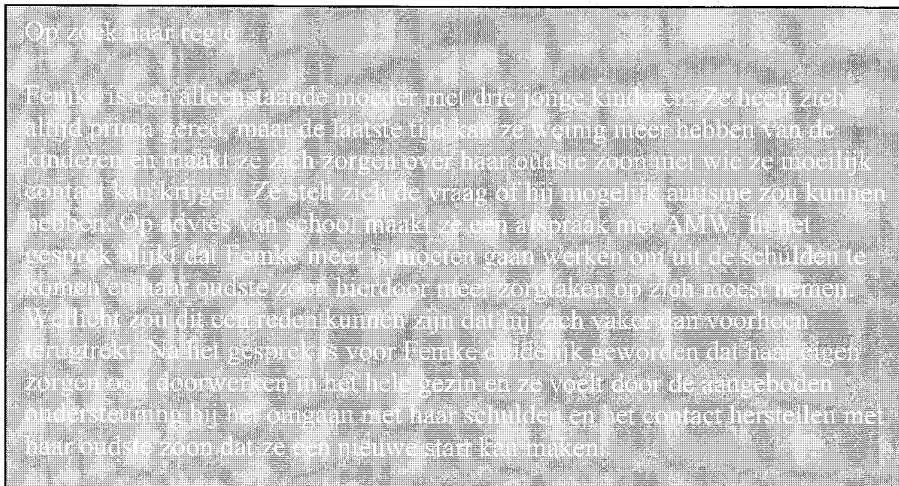 Op zoek naar regie
Femke is een alleenstaande moeder met drie jonge kinderen. Ze heeft zich
altijd prima gered, maar de laatste tijd kan ze weinig meer hebben van de
kinderen en maakt ze zich zorgen over haar oudste zoon met wie ze moeilijk
contact kan krijgen. Ze stelt zich de vraag of hij mogelijk autisme zou kunnen
hebben. Op advies van school maakt ze een afspraak met AMW. In het
gesprek blijkt dat Femke meer is moeten gaan werken om uit de schulden te
komen en haar oudste zoon hierdoor meer zorgtaken op zich moest nemen.
Wellicht zou dit een reden kunnen zijn dat hij zich vaker dan voorheen
terugtrekt. Na het gesprek is voor Femke duidelijk geworden dat haar eigen
zorgen ook doorwerken in het hele gezin en ze voelt door de aangeboden
ondersteuning bij het omgaan met haar schulden en het contact herstellen met
haar oudste zoon dat ze een nieuwe start kan maken.